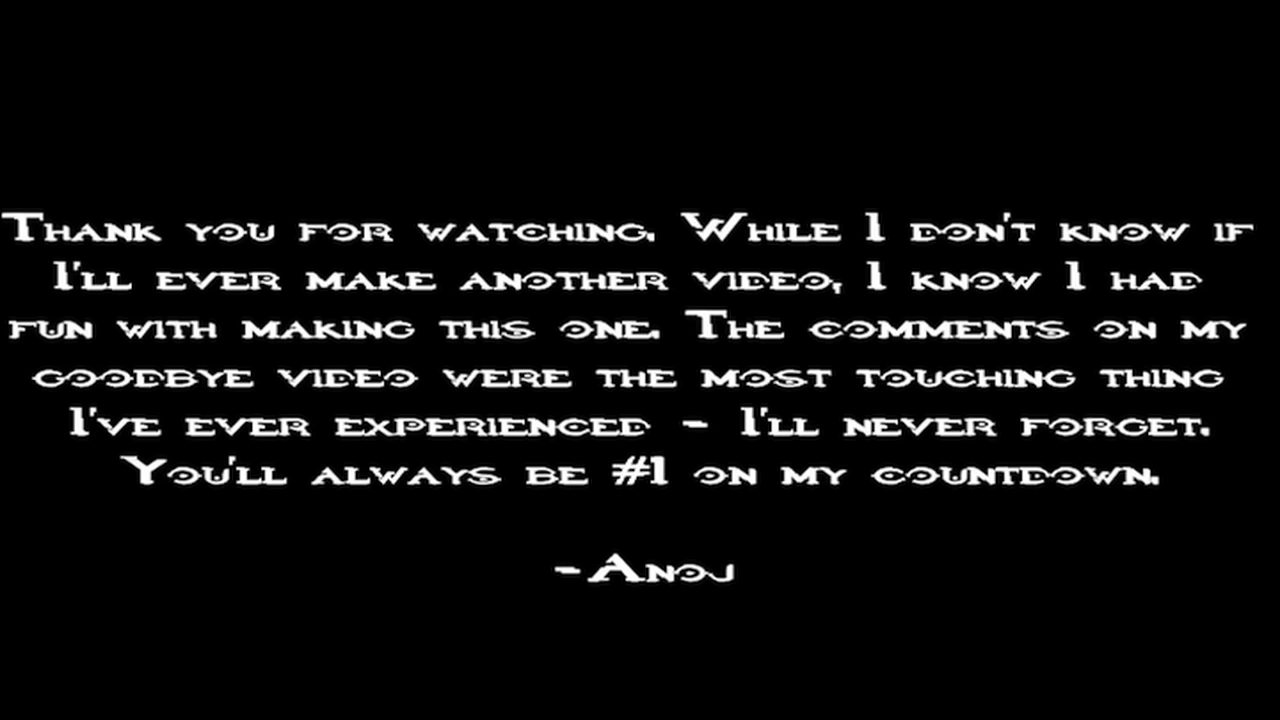 Thank you for watching. While I don't know if
I'll ever make another video, I know I had
fun with making this one. The comments on my
goodbye video were the most touching thing
I've ever experienced - I'll never forget.
You'll always be #1 on my countdown.
-Anoj